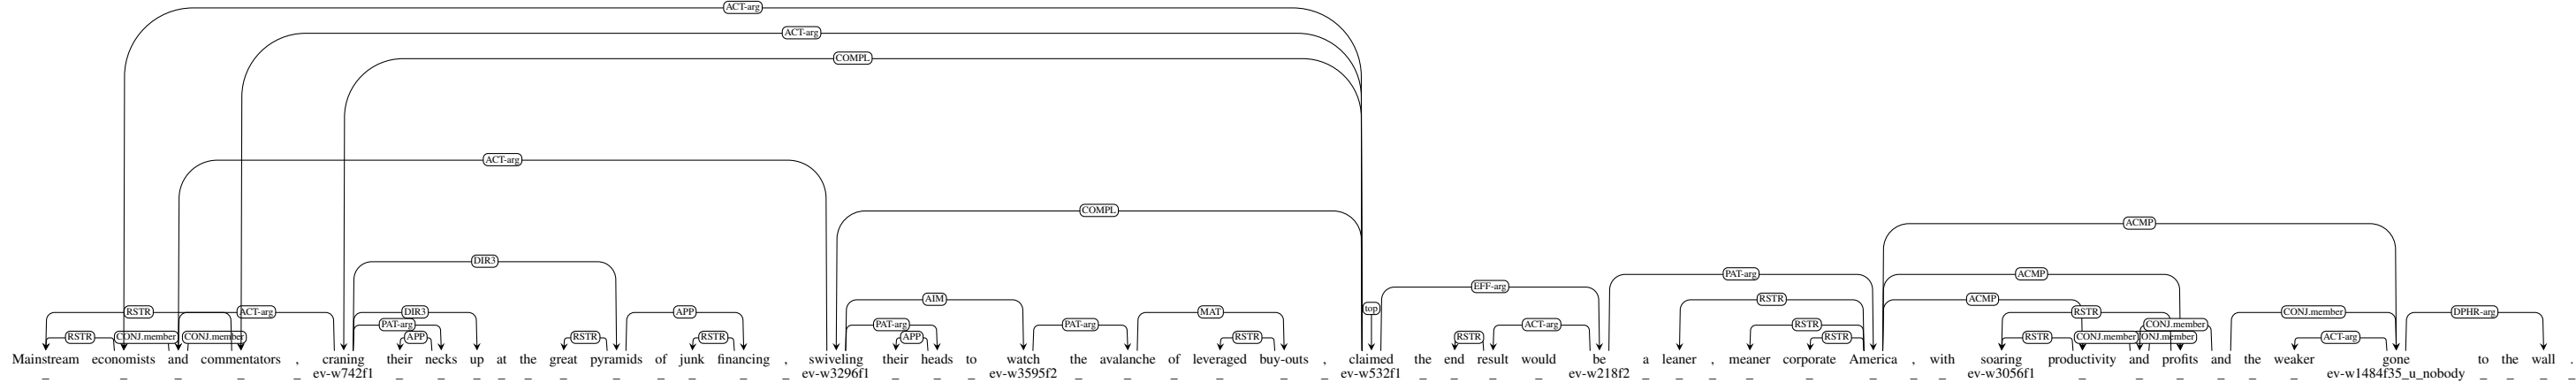 ACT-arg
ACT-arg
COMPL
ACT-arg
COMPL
ACMP
DIR3
PAT-arg ACMP
EFF-arg
AIM RSTR ACMP
top
RSTR ACT-arg DIR3 APP MAT RSTR CONJ.member DPHR-arg
PAT-arg PAT-arg PAT-arg ACT-arg RSTR CONJ.member
RSTR CONJ.member CONJ.member APP RSTR RSTR APP RSTR RSTR RSTR RSTR CONJ.member ONJ.member ACT-arg
Mainstream economists and commentators , craning their necks up at the great pyramids of junk financing , swiveling their heads to watch the avalanche of leveraged buy-outs , claimed the end result would be a leaner , meaner corporate America , with soaring productivity and profits and the weaker gone to the wall .
_ _ _ _ _ ev-w742f1 _ _ _ _ _ _ _ _ _ _ _ ev-w3296f1 _ _ _ ev-w3595f2 _ _ _ _ _ _ ev-w532f1 _ _ _ _ ev-w218f2 _ _ _ _ _ _ _ _ ev-w3056f1 _ _ _ _ _ _ ev-w1484f35_u_nobody _ _ _ _